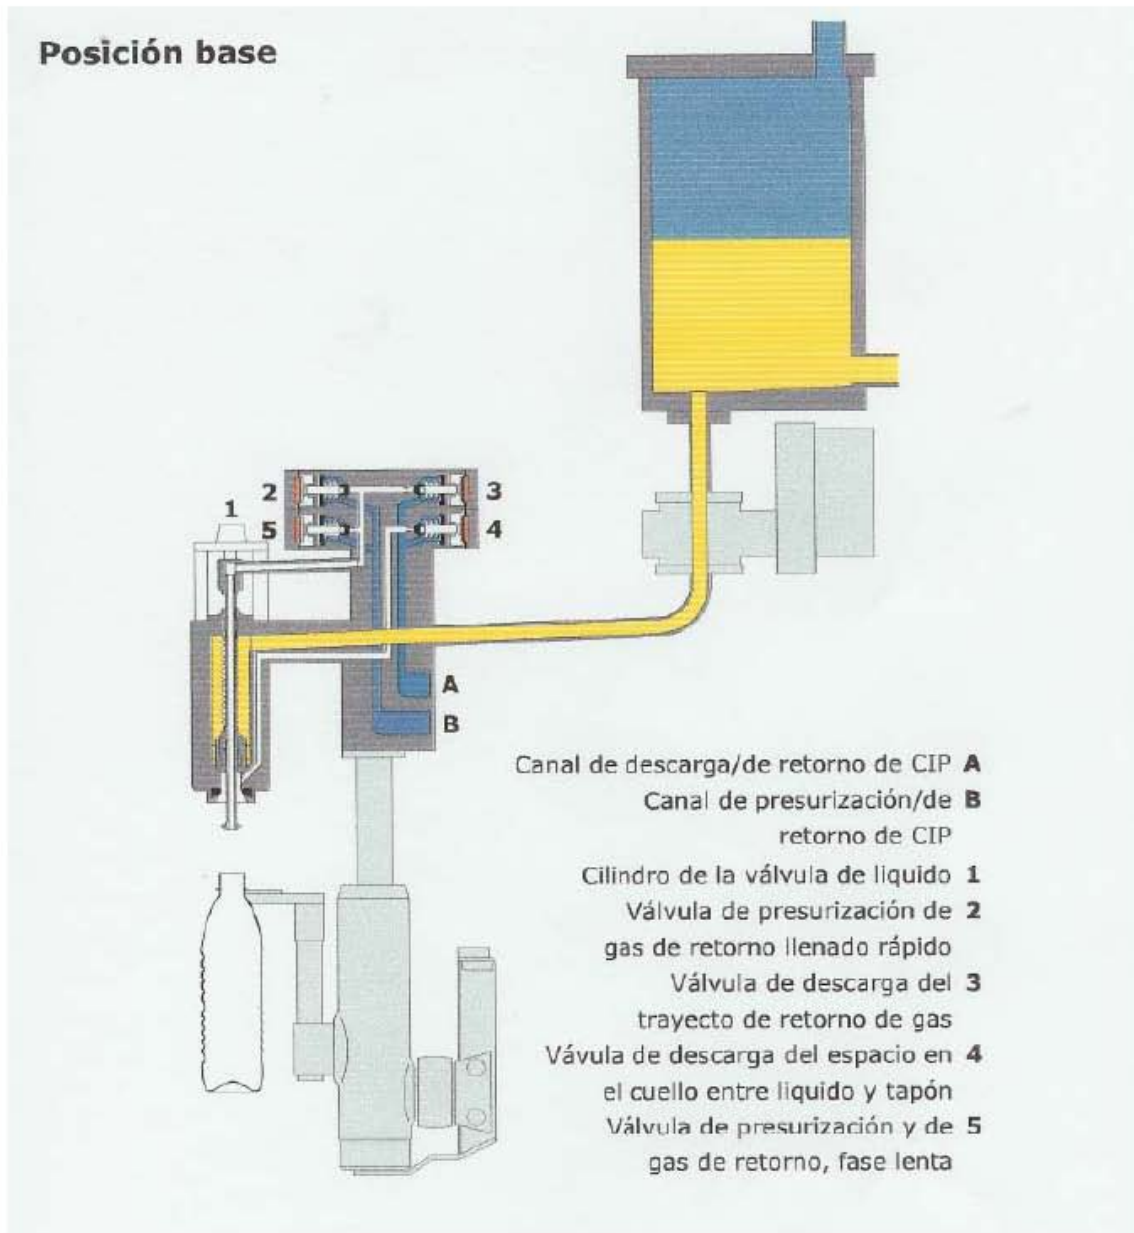 Posición base
1
2
3
5
4
A
B
Canal de descarga/de retorno de CIP A
Canal de presurización/de B
retorno de CIP
Cilindro de la válvula de liquido 1
Válvula de presurización de 2
gas de retorno llenado rápido
Válvula de descarga del 3
trayecto de retorno de gas
Vávula de descarga del espacio en 4
el cuello entre liquido y tapón
Válvula de presurización y de 5
gas de retorno, fase lenta